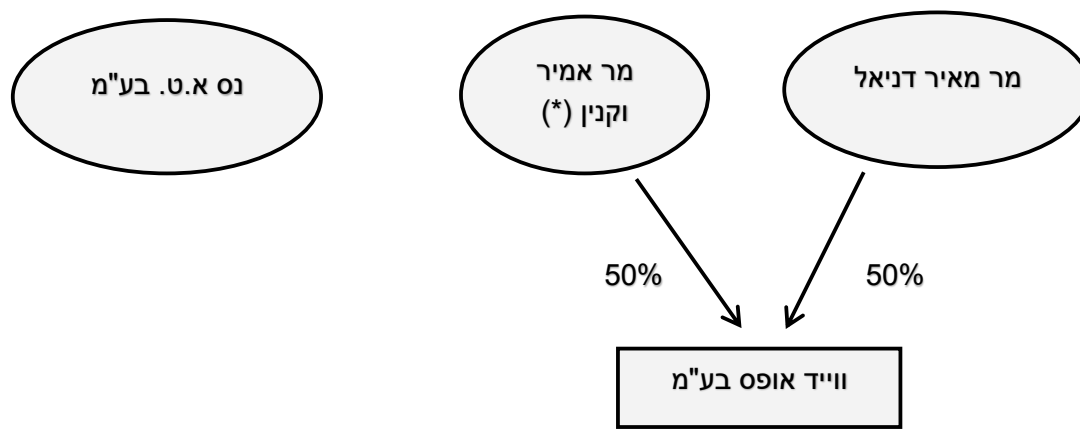 מר מאיר דניאל
מר אמיר
וקנין (*)
נס א.ט. בע"מ
50%
50%
ווייד אופס בע"מ